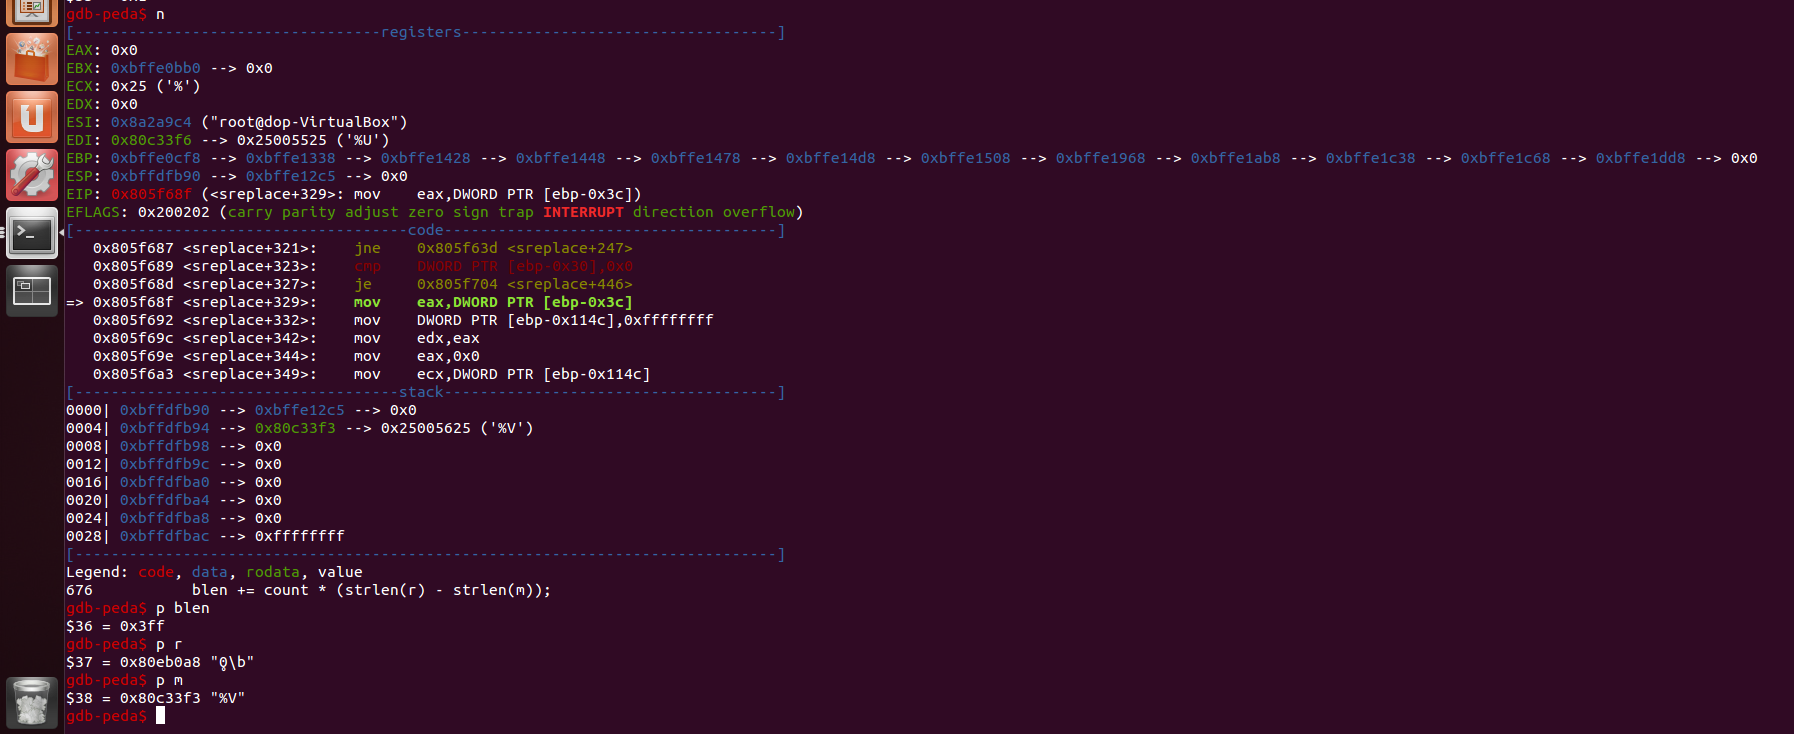 gdb-peda$ n
[----------------------------------registers-----------------------------------]
EAX: 0x0
EBX: 0xbffe0bb0 --> 0x0
ECX: 0x25 ('%')
EDX: 0x0
ESI: 0x8a2a9c4 ("root@dop-VirtualBox")
EDI: 0x80c33f6 --> 0x25005525 ('%U')
EBP: 0xbffe0cf8 --> 0xbffe1338 --> 0xbffe1428 --> 0xbffe1448 --> 0xbffe1478 --> 0xbffe14d8 --> 0xbffe1508 --> 0xbffe1968 --> 0xbffe1ab8 --> 0xbffe1c38 --> 0xbffe1c68 --> 0xbffe1dd8 --> 0x0
ESP: 0xbffdfb90 --> 0xbffe12c5 --> 0x0
EIP: 0x805f68f (<sreplace+329>: mov    eax,DWORD PTR [ebp-0x3c])
EFLAGS: 0x200202 (carry parity adjust zero sign trap INTERRUPT direction overflow)
[-------------------------------------code-------------------------------------]
   0x805f687 <sreplace+321>:    jne    0x805f63d <sreplace+247>
   0x805f689 <sreplace+323>:    cmp    DWORD PTR [ebp-0x30],0x0
   0x805f68d <sreplace+327>:    je     0x805f704 <sreplace+446>
=> 0x805f68f <sreplace+329>:    mov    eax,DWORD PTR [ebp-0x3c]
   0x805f692 <sreplace+332>:    mov    DWORD PTR [ebp-0x114c],0xffffffff
   0x805f69c <sreplace+342>:    mov    edx,eax
   0x805f69e <sreplace+344>:    mov    eax,0x0
   0x805f6a3 <sreplace+349>:    mov    ecx,DWORD PTR [ebp-0x114c]
[------------------------------------stack-------------------------------------]
0000| 0xbffdfb90 --> 0xbffe12c5 --> 0x0
0004| 0xbffdfb94 --> 0x80c33f3 --> 0x25005625 ('%V')
0008| 0xbffdfb98 --> 0x0
0012| 0xbffdfb9c --> 0x0
0016| 0xbffdfba0 --> 0x0
0020| 0xbffdfba4 --> 0x0
0024| 0xbffdfba8 --> 0x0
0028| 0xbffdfbac --> 0xffffffff
[------------------------------------------------------------------------------]
Legend: code, data, rodata, value
676           blen += count * (strlen(r) - strlen(m));
gdb-peda$ p blen
$36 = 0x3ff
gdb-peda$ p r
$37 = 0x80eb0a8
gdb-peda$ p m
$38 = 0x80c33f3 "%V"
gdb-peda$